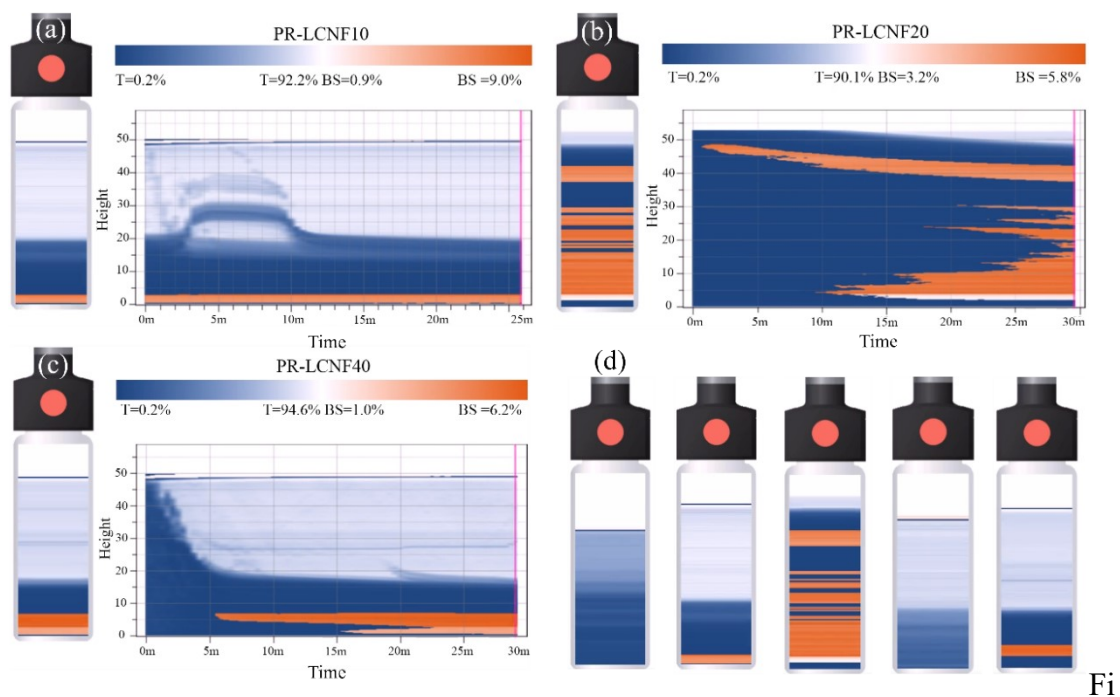 (a)
PR-LCNF10
T=0.2% T=92.2% BS=0.9% BS =9.0%
Height
50
40
30
20
10
0
0m 5m 10m 15m 20m 25m
Time
(b)
PR-LCNF20
T=0.2% T=90.1% BS=3.2% BS =5.8%
Height
50
40
30
20
10
0
0m 5m 10m 15m 20m 25m 30m
Time
(c)
PR-LCNF40
T=0.2% T=94.6% BS=1.0% BS =6.2%
Height
50
40
30
20
10
0
0m 5m 10m 15m 20m 25m 30m
Time
(d)
Fi